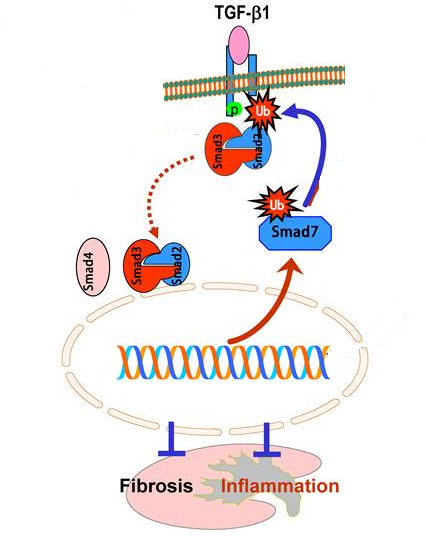 TGF-β1
p
Ub
Smad3
Smad2
Ub
Smad7
Smad4
Smad3
Smad2
Fibrosis Inflammation